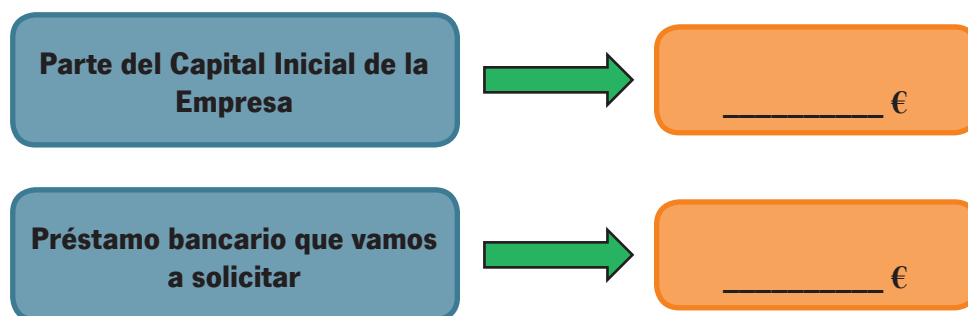 Parte del Capital Inicial de la
Empresa
__________ €
Préstamo bancario que vamos
a solicitar
__________ €